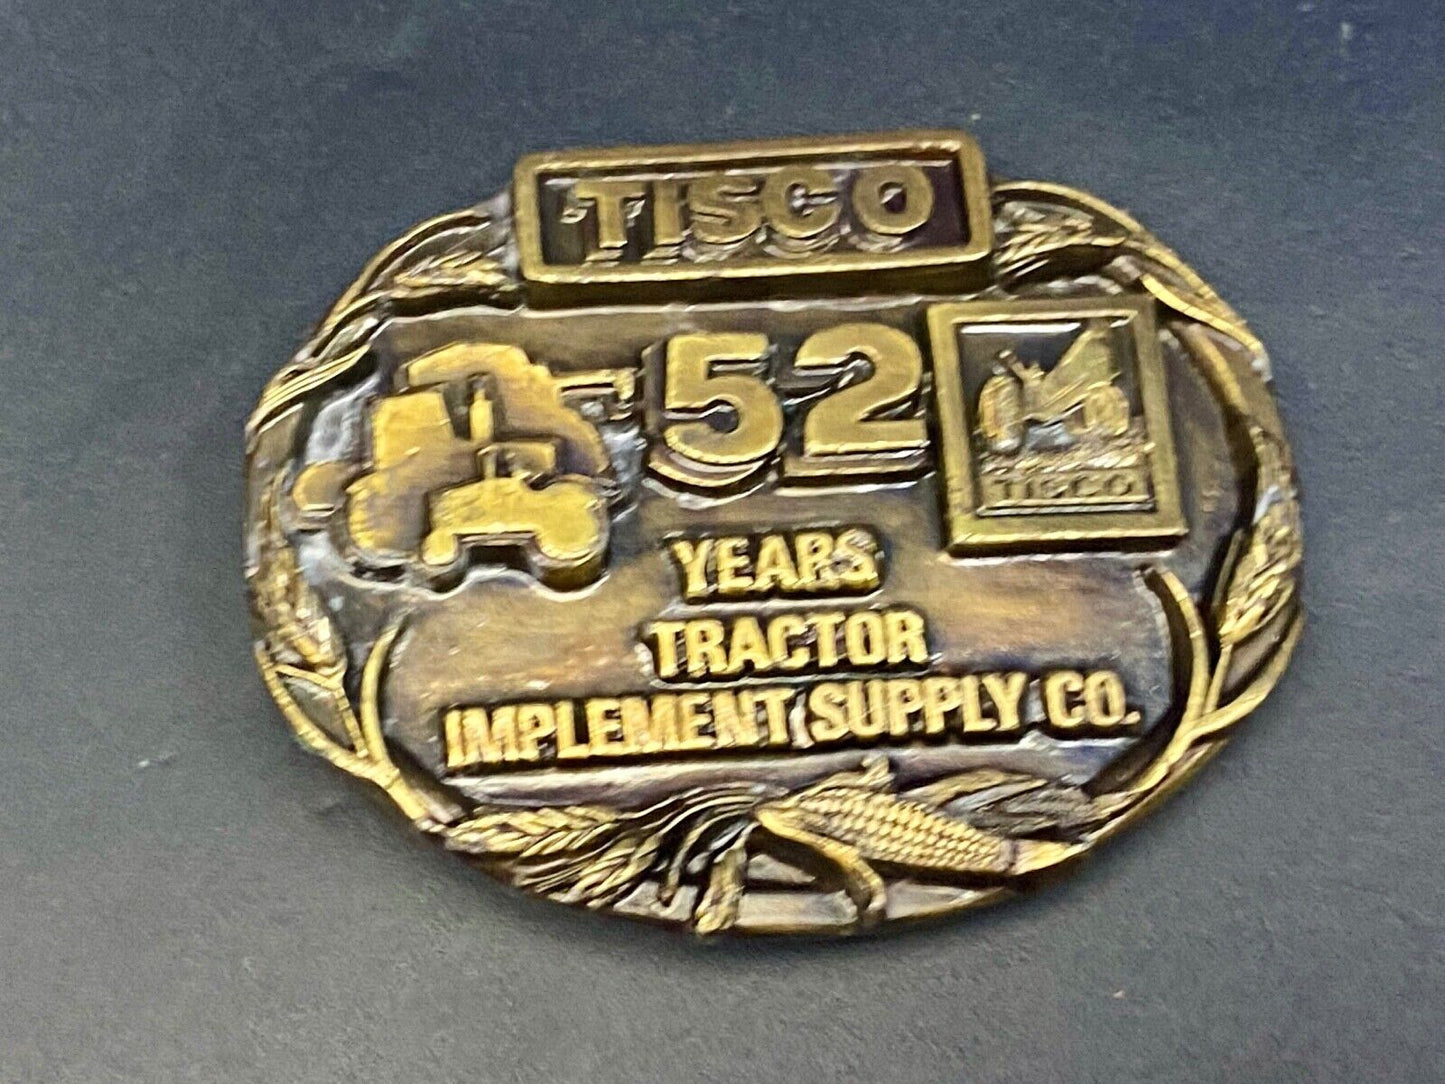 TISCO
52
TISCO
YEARS
TRACTOR
IMPLEMENT SUPPLY CO.